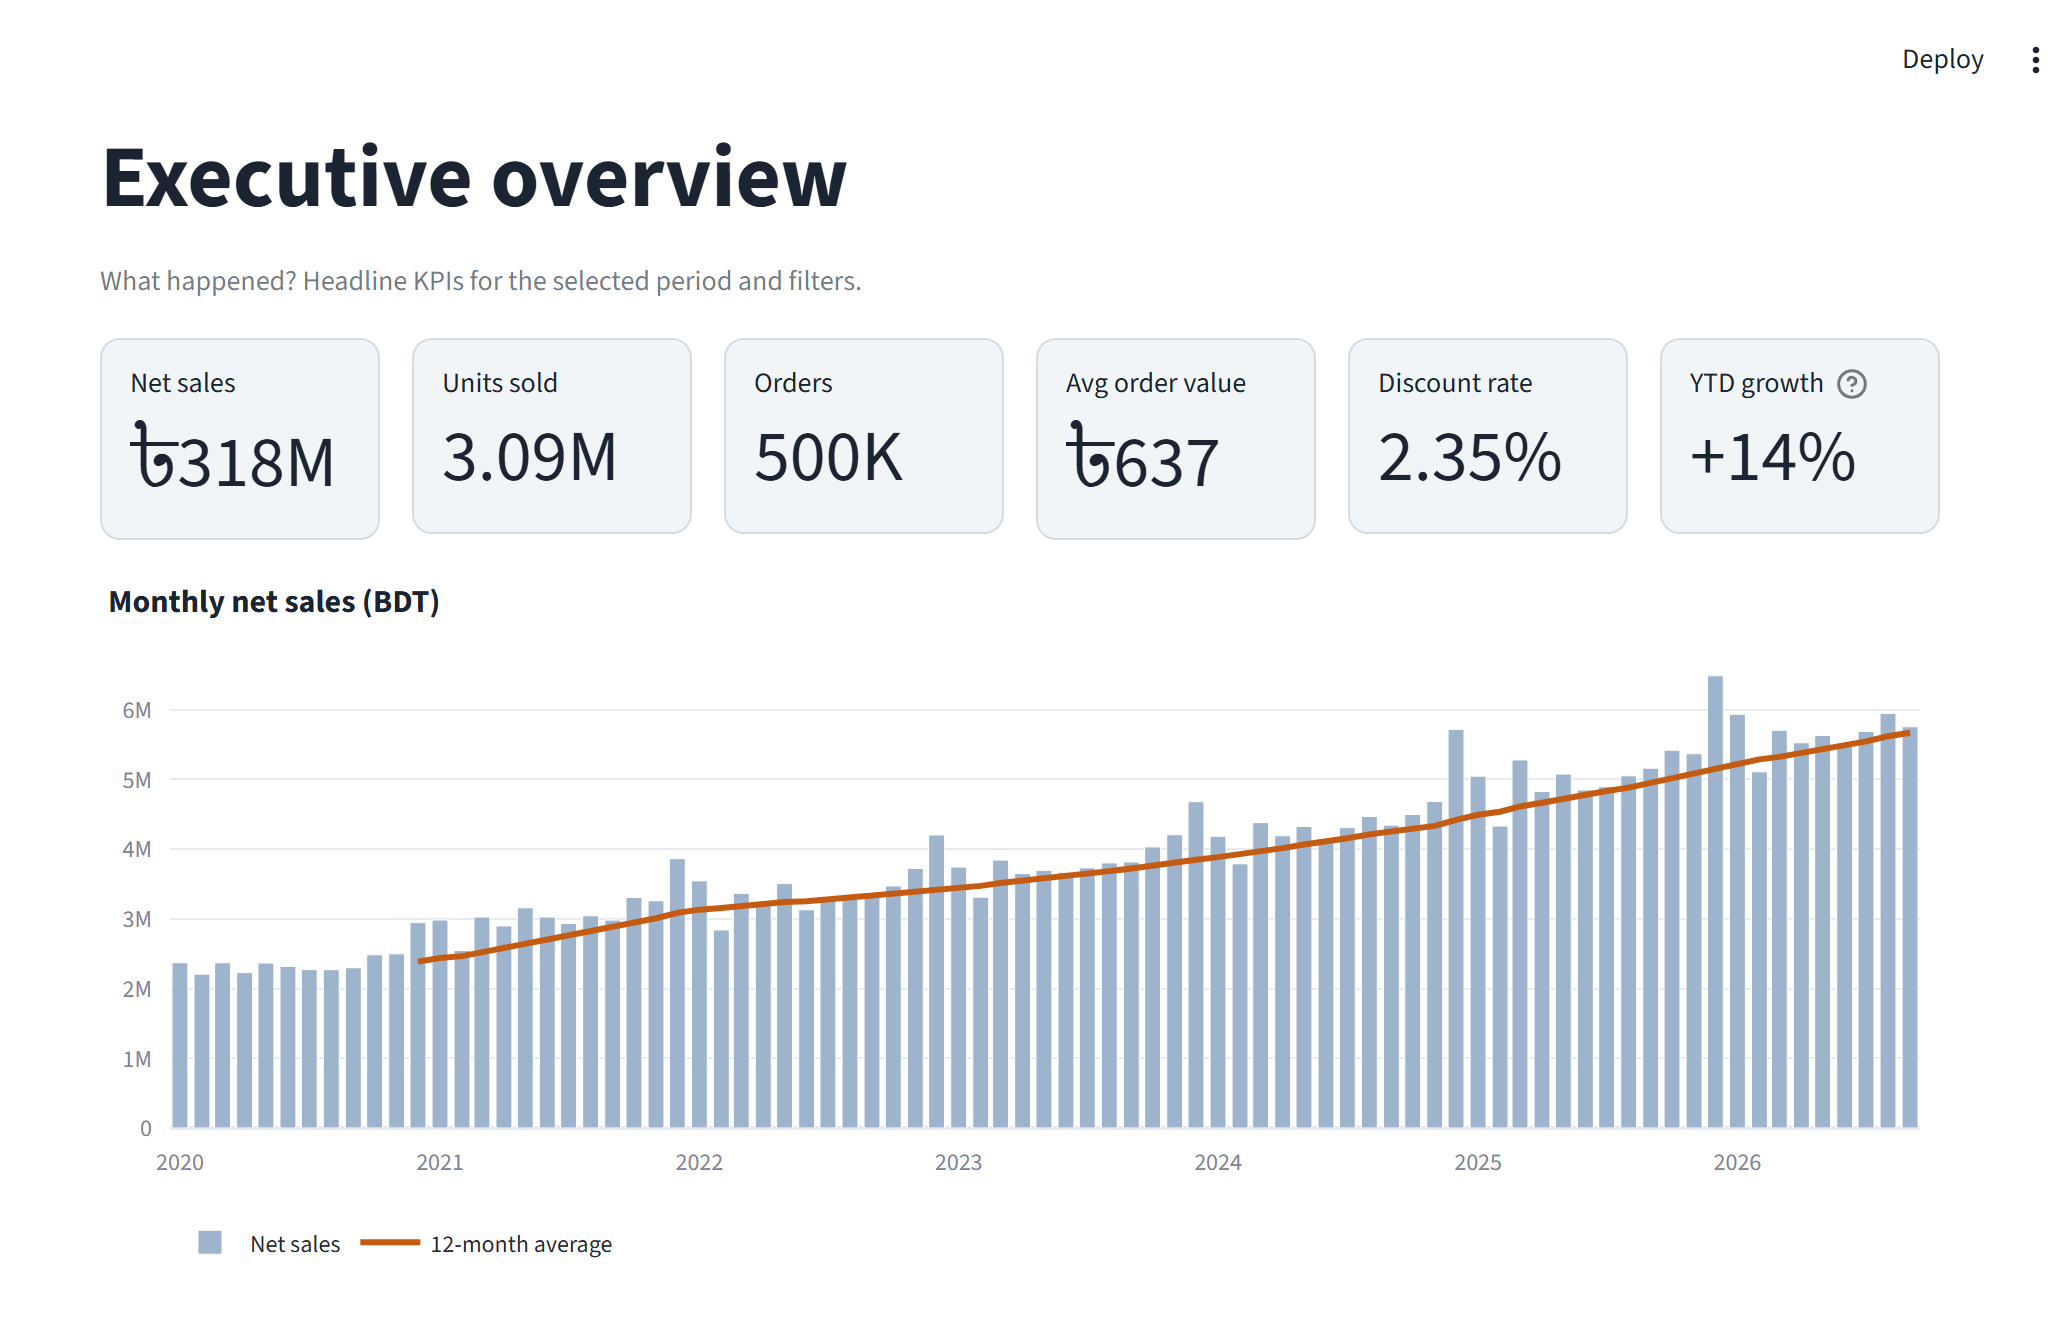 Deploy
Executive overview
What happened? Headline KPIs for the selected period and filters.
Net sales
৳318M
Units sold
3.09M
Orders
500K
Avg order value
৳637
Discount rate
2.35%
YTD growth
+14%
Monthly net sales (BDT)
6M
5M
4M
3M
2M
1M
0
2020 2021 2022 2023 2024 2025 2026
Net sales 12-month average